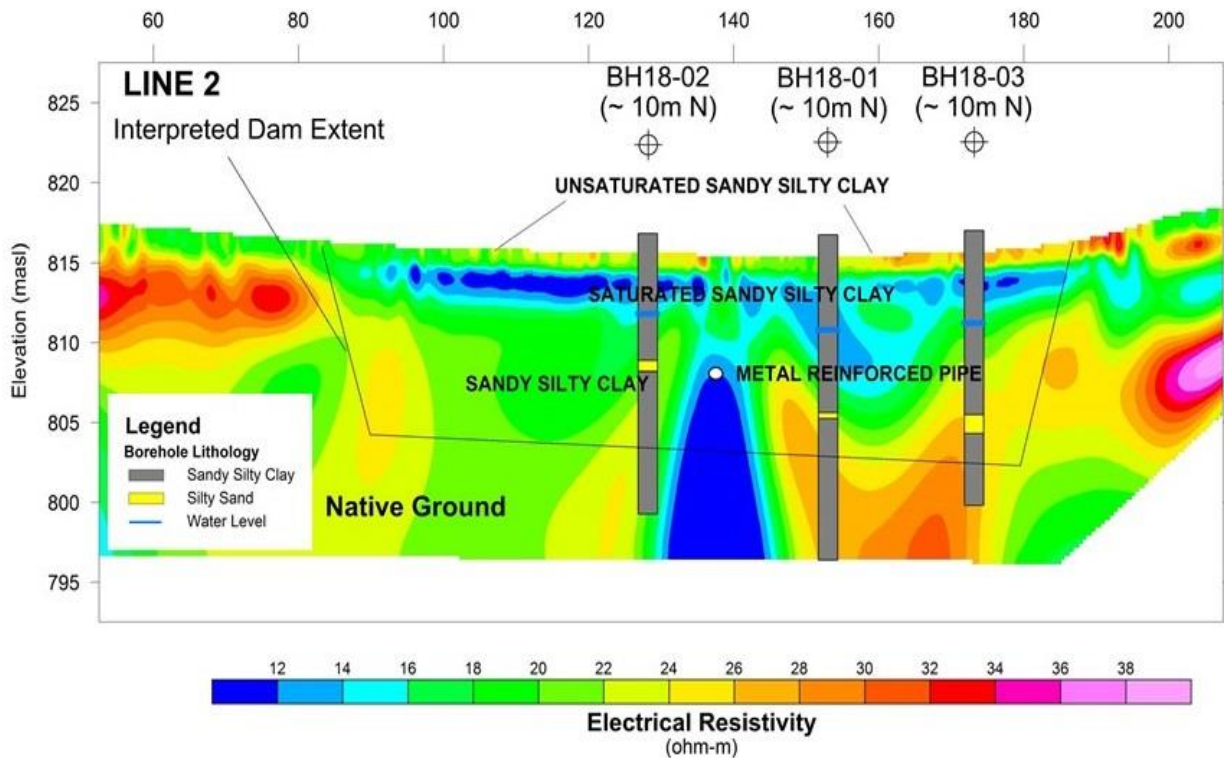 60 80 100 120 140 160 180 200
LINE 2
Interpreted Dam Extent
BH18-02
(~ 10m N)
BH18-01
(~ 10m N)
BH18-03
(~ 10m N)
UNSATURATED SANDY SILTY CLAY
SATURATED SANDY SILTY CLAY
SANDY SILTY CLAY
METAL REINFORCED PIPE
Native Ground
Elevation (masl)
825
820
815
810
805
800
795
Legend
Borehole Lithology
Sandy Silty Clay
Silty Sand
Water Level
12 14 16 18 20 22 24 26 28 30 32 34 36 38
Electrical Resistivity
(ohm-m)